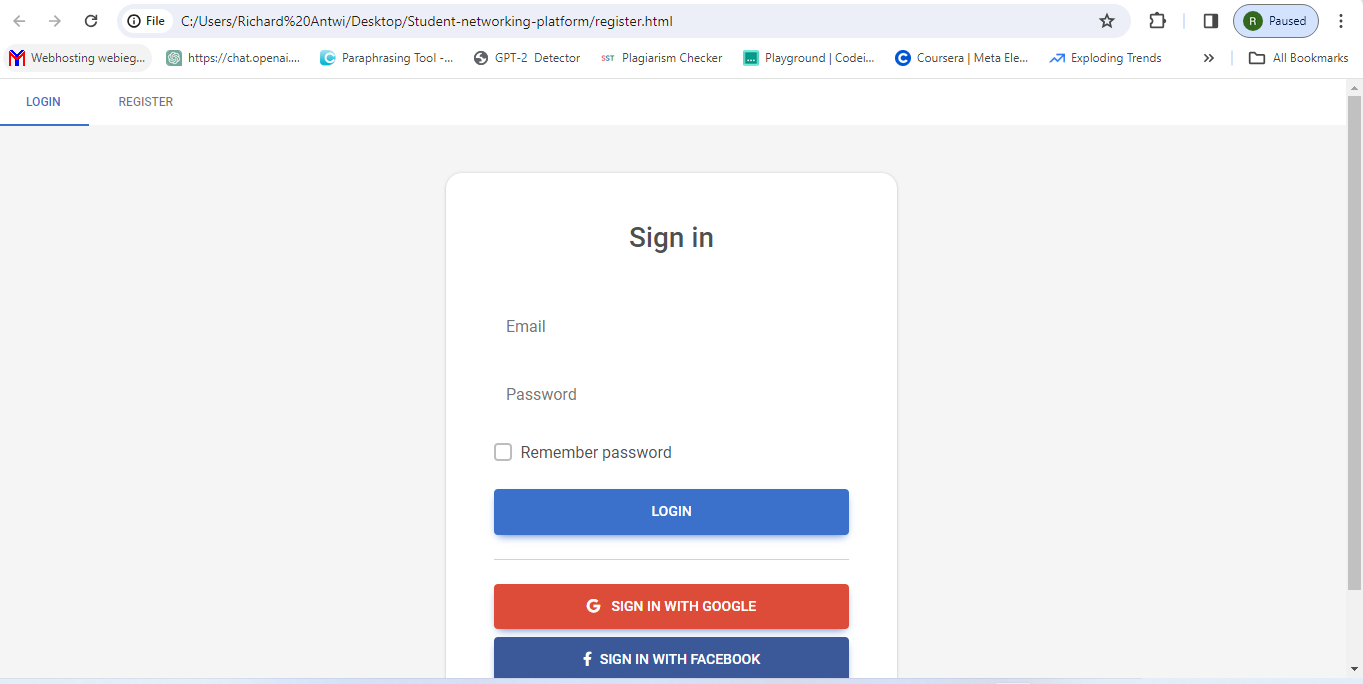 File C:/Users/Richard%20Antwi/Desktop/Student-networking-platform/register.html R Paused
Webhosting webieg... https://chat.openai.... Paraphrasing Tool -... GPT-2 Detector SST Plagiarism Checker Playground | Codei... Coursera | Meta Ele... Exploding Trends » All Bookmarks
LOGIN REGISTER
Sign in
Email
Password
Remember password
LOGIN
G SIGN IN WITH GOOGLE
f SIGN IN WITH FACEBOOK